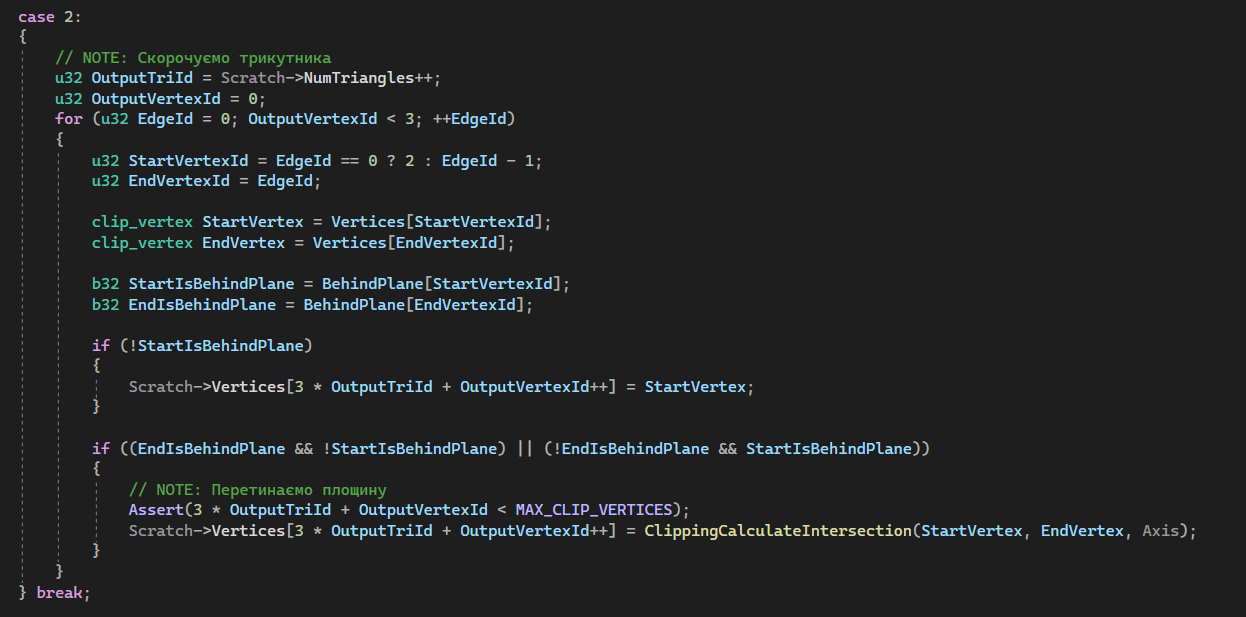 case 2:
{
    // NOTE: Скорочуємо трикутника
    u32 OutputTriId = Scratch->NumTriangles++;
    u32 OutputVertexId = 0;
    for (u32 EdgeId = 0; OutputVertexId < 3; ++EdgeId)
    {
        u32 StartVertexId = EdgeId == 0 ? 2 : EdgeId - 1;
        u32 EndVertexId = EdgeId;

        clip_vertex StartVertex = Vertices[StartVertexId];
        clip_vertex EndVertex = Vertices[EndVertexId];

        b32 StartIsBehindPlane = BehindPlane[StartVertexId];
        b32 EndIsBehindPlane = BehindPlane[EndVertexId];

        if (!StartIsBehindPlane)
        {
            Scratch->Vertices[3 * OutputTriId + OutputVertexId++] = StartVertex;
        }

        if ((EndIsBehindPlane && !StartIsBehindPlane) || (!EndIsBehindPlane && StartIsBehindPlane))
        {
            // NOTE: Перетинаємо площину
            Assert(3 * OutputTriId + OutputVertexId < MAX_CLIP_VERTICES);
            Scratch->Vertices[3 * OutputTriId + OutputVertexId++] = ClippingCalculateIntersection(StartVertex, EndVertex, Axis);
        }
    }
} break;